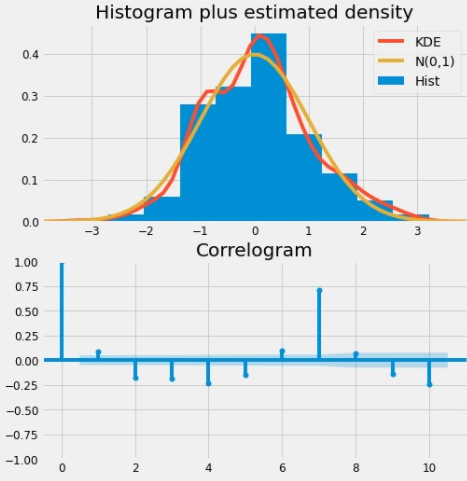 Histogram plus estimated density
KDE
N(0,1)
Hist
0.4
0.3
0.2
0.1
0.0
−3 −2 −1 0 1 2 3
Correlogram
1.00
0.75
0.50
0.25
0.00
−0.25
−0.50
−0.75
−1.00
0 2 4 6 8 10